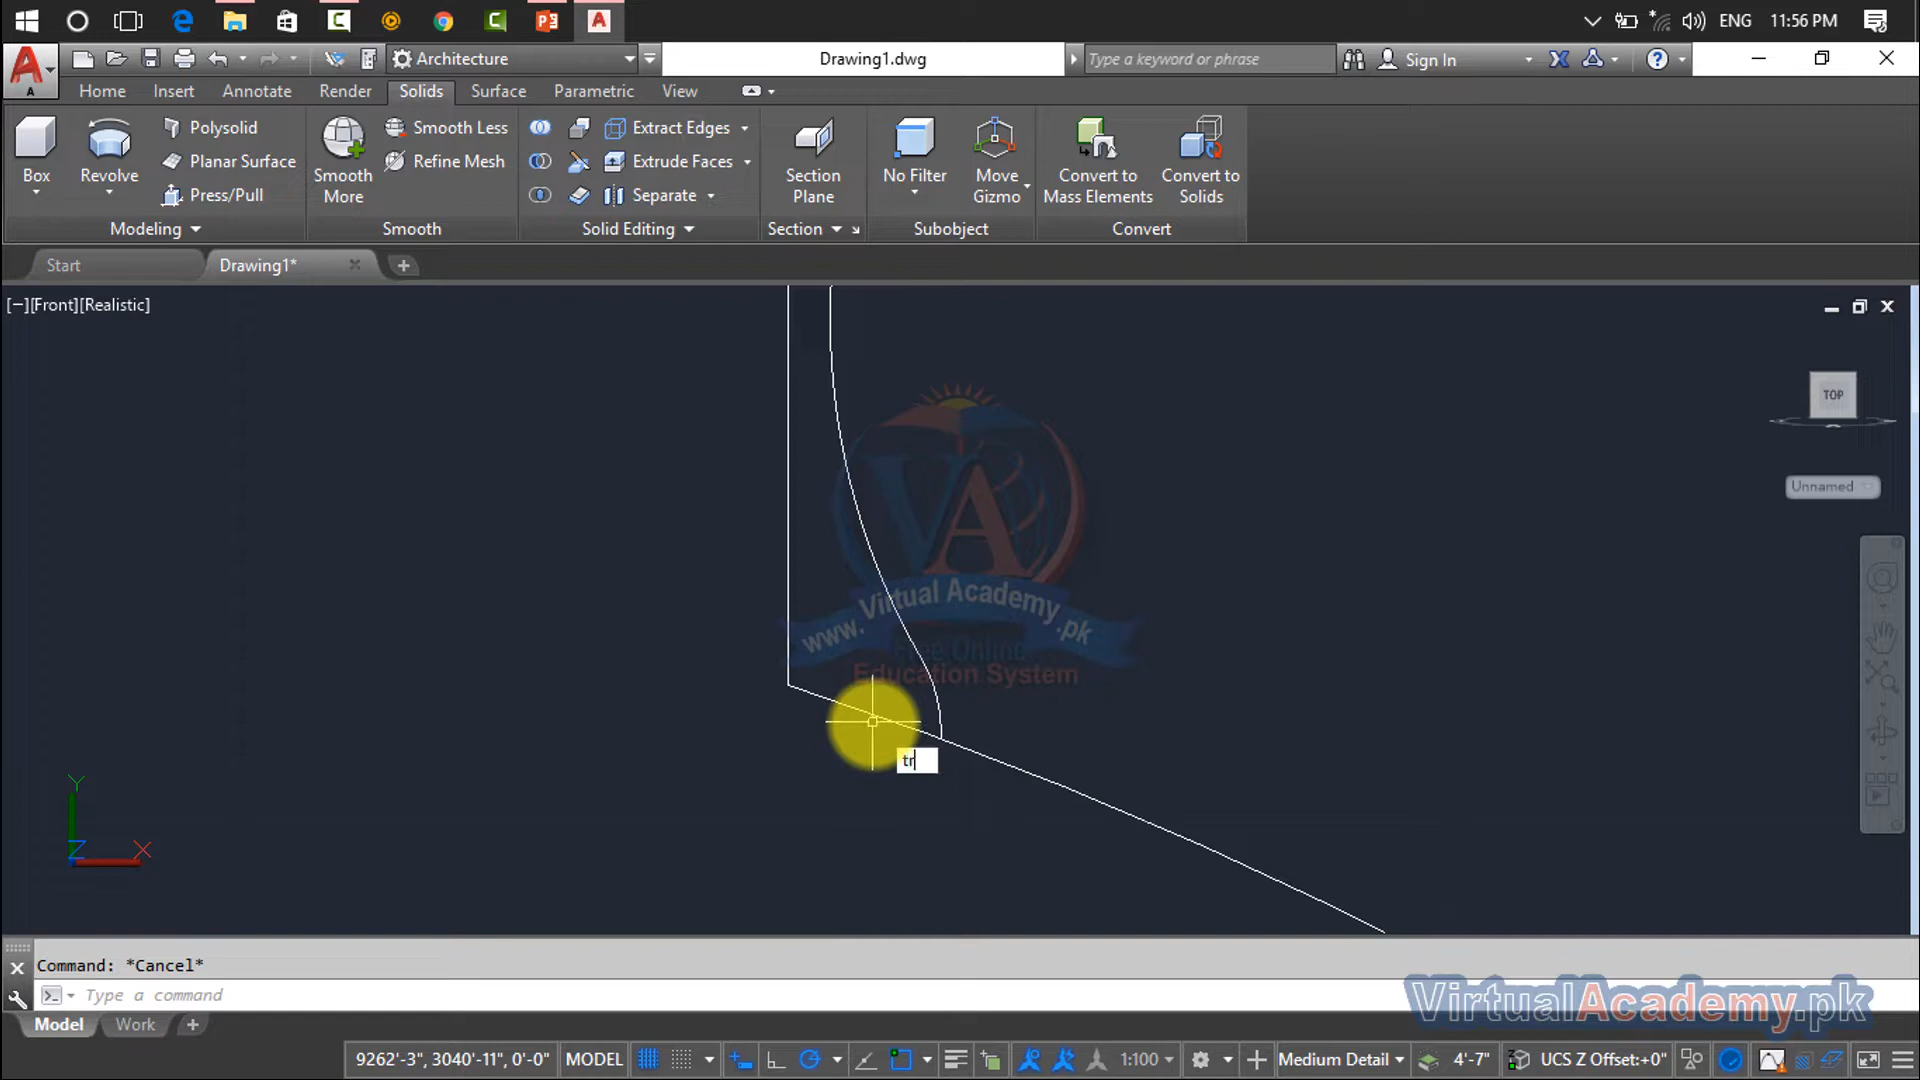 ENG 11:56 PM
A Architecture Drawing1.dwg Type a keyword or phrase Sign In
Home Insert Annotate Render Solids Surface Parametric View
Box Revolve Polysolid Planar Surface Press/Pull Smooth More Smooth Less Refine Mesh Extract Edges Extrude Faces Separate Section Plane No Filter Move Gizmo Convert to Mass Elements Convert to Solids
Modeling Smooth Solid Editing Section Subobject Convert
Start Drawing1*
[−][Front][Realistic]
TOP
Unnamed
VA
www.Virtual Academy.pk
Free Online
Education System
tr
Y
Z X
Command: *Cancel*
Type a command
VirtualAcademy.pk
Model Work
9262'-3", 3040'-11", 0'-0" MODEL 1:100 Medium Detail 4'-7" UCS Z Offset:+0"